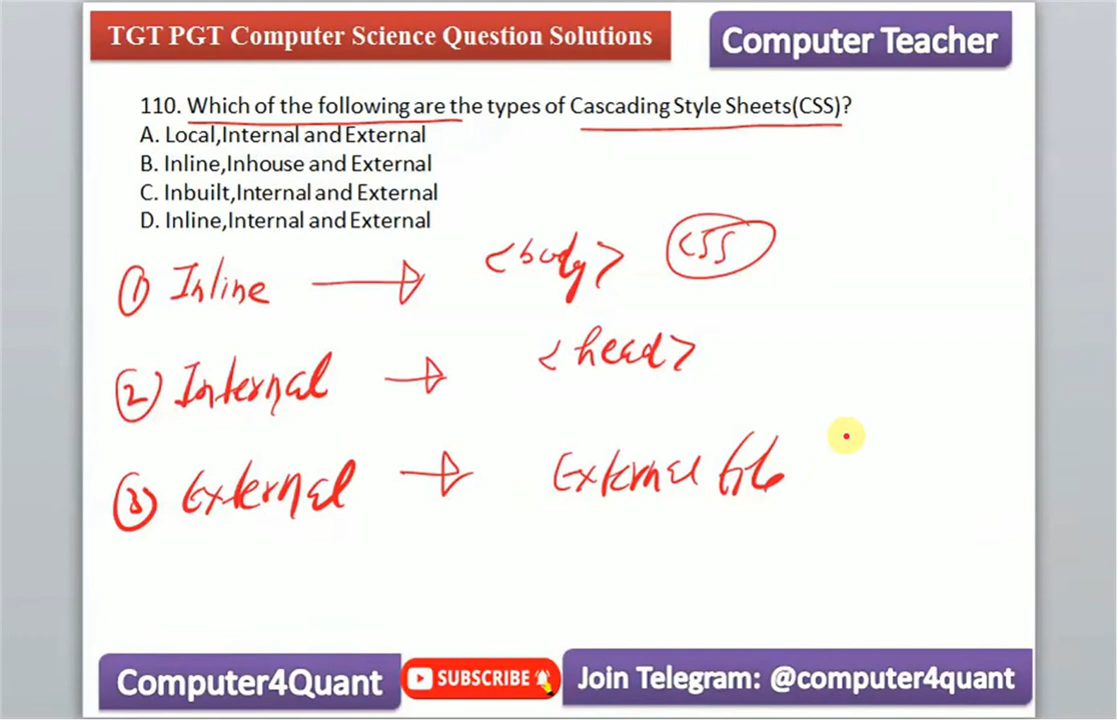 TGT PGT Computer Science Question Solutions
Computer Teacher
110. Which of the following are the types of Cascading Style Sheets(CSS)?
A. Local,Internal and External
B. Inline,Inhouse and External
C. Inbuilt,Internal and External
D. Inline,Internal and External
① Inline → <body> CSS
② Internal → <head>
③ External → External
Computer4Quant
SUBSCRIBE
Join Telegram: @computer4quant